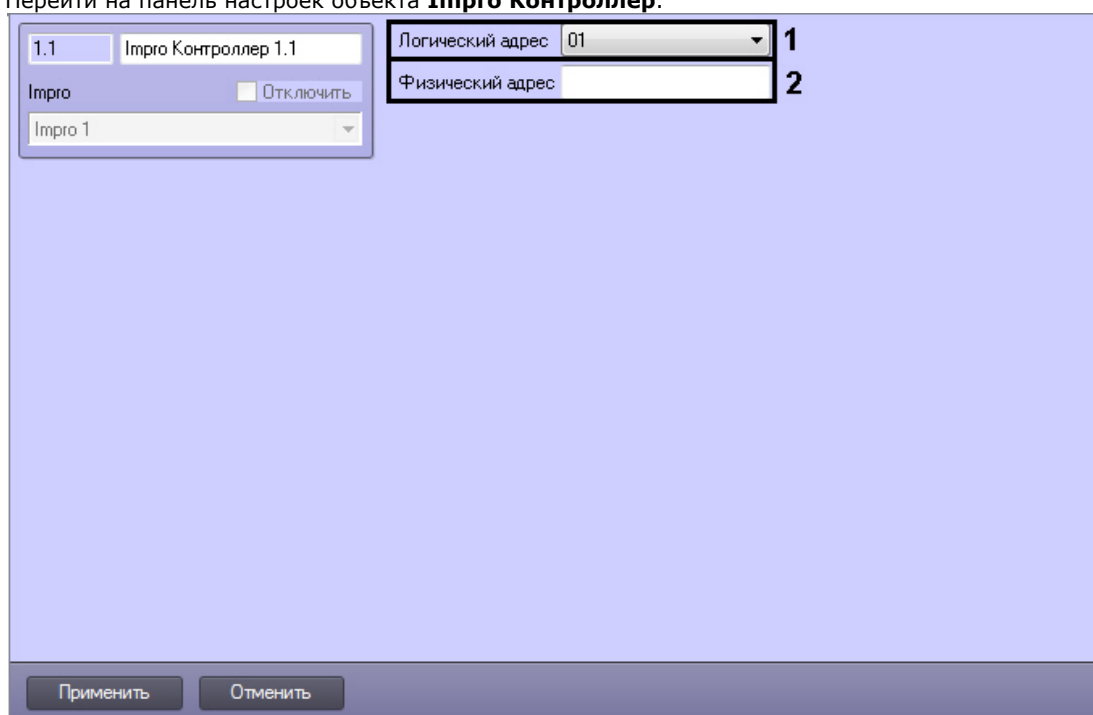 Перейти на панель настроек объекта Impro Контроллер.
1.1 Impro Контроллер 1.1
Impro Отключить
Impro 1
Логический адрес 01 1
Физический адрес 2
Применить Отменить